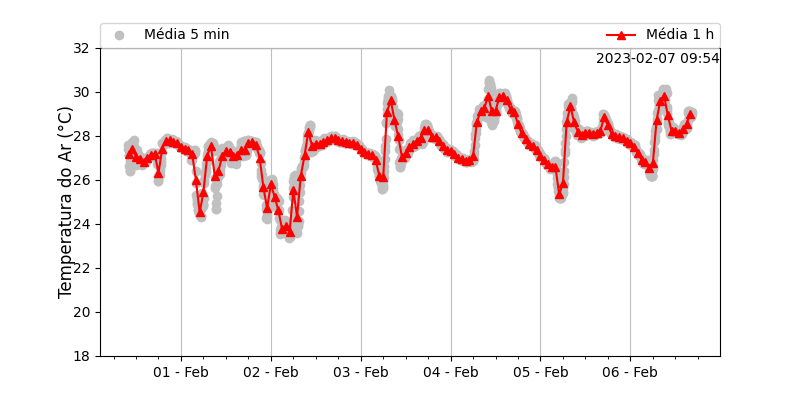 Média 5 min
Média 1 h
2023-02-07 09:54
Temperatura do Ar (°C)
32
30
28
26
24
22
20
18
01 - Feb
02 - Feb
03 - Feb
04 - Feb
05 - Feb
06 - Feb